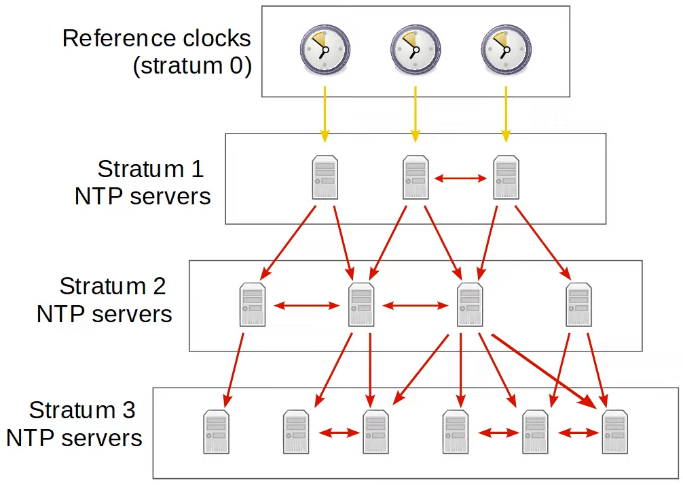 Reference clocks
(stratum 0)
Stratum 1
NTP servers
Stratum 2
NTP servers
Stratum 3
NTP servers